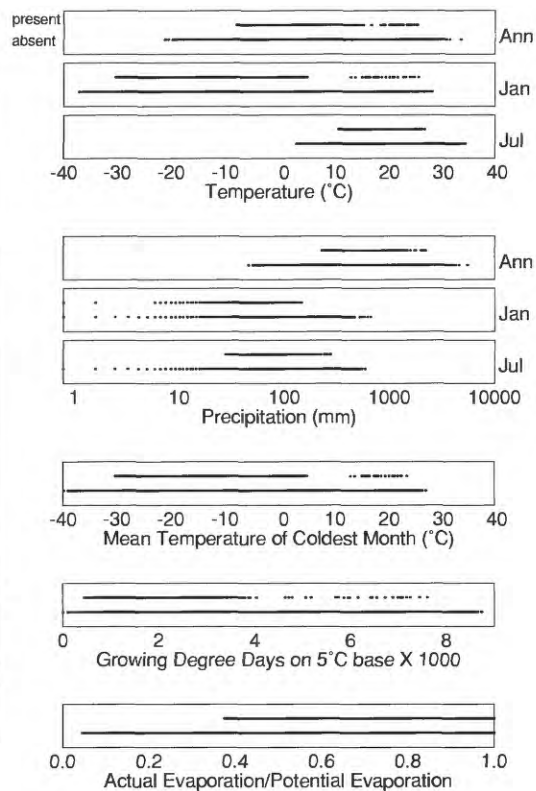 present
absent
Ann
Jan
Jul
-40 -30 -20 -10 0 10 20 30 40
Temperature (°C)
Ann
Jan
Jul
1 10 100 1000 10000
Precipitation (mm)
-40 -30 -20 -10 0 10 20 30 40
Mean Temperature of Coldest Month (°C)
0 2 4 6 8
Growing Degree Days on 5°C base X 1000
0.0 0.2 0.4 0.6 0.8 1.0
Actual Evaporation/Potential Evaporation